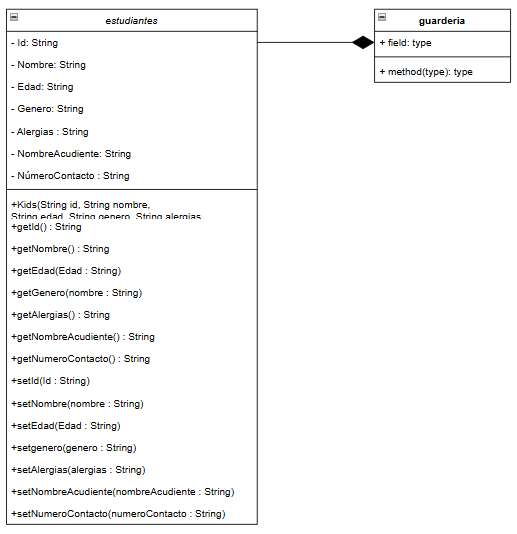 estudiantes
- Id: String
- Nombre: String
- Edad: String
- Genero: String
- Alergias : String
- NombreAcudiente: String
- NúmeroContacto : String
+Kids(String id, String nombre,
String edad, String genero, String alergias
+getId() : String
+getNombre() : String
+getEdad(Edad : String)
+getGenero(nombre : String)
+getAlergias() : String
+getNombreAcudiente() : String
+getNumeroContacto() : String
+setId(Id : String)
+setNombre(nombre : String)
+setEdad(Edad : String)
+setgenero(genero : String)
+setAlergias(alergias : String)
+setNombreAcudiente(nombreAcudiente : String)
+setNumeroContacto(numeroContacto : String)
guarderia
+ field: type
+ method(type): type